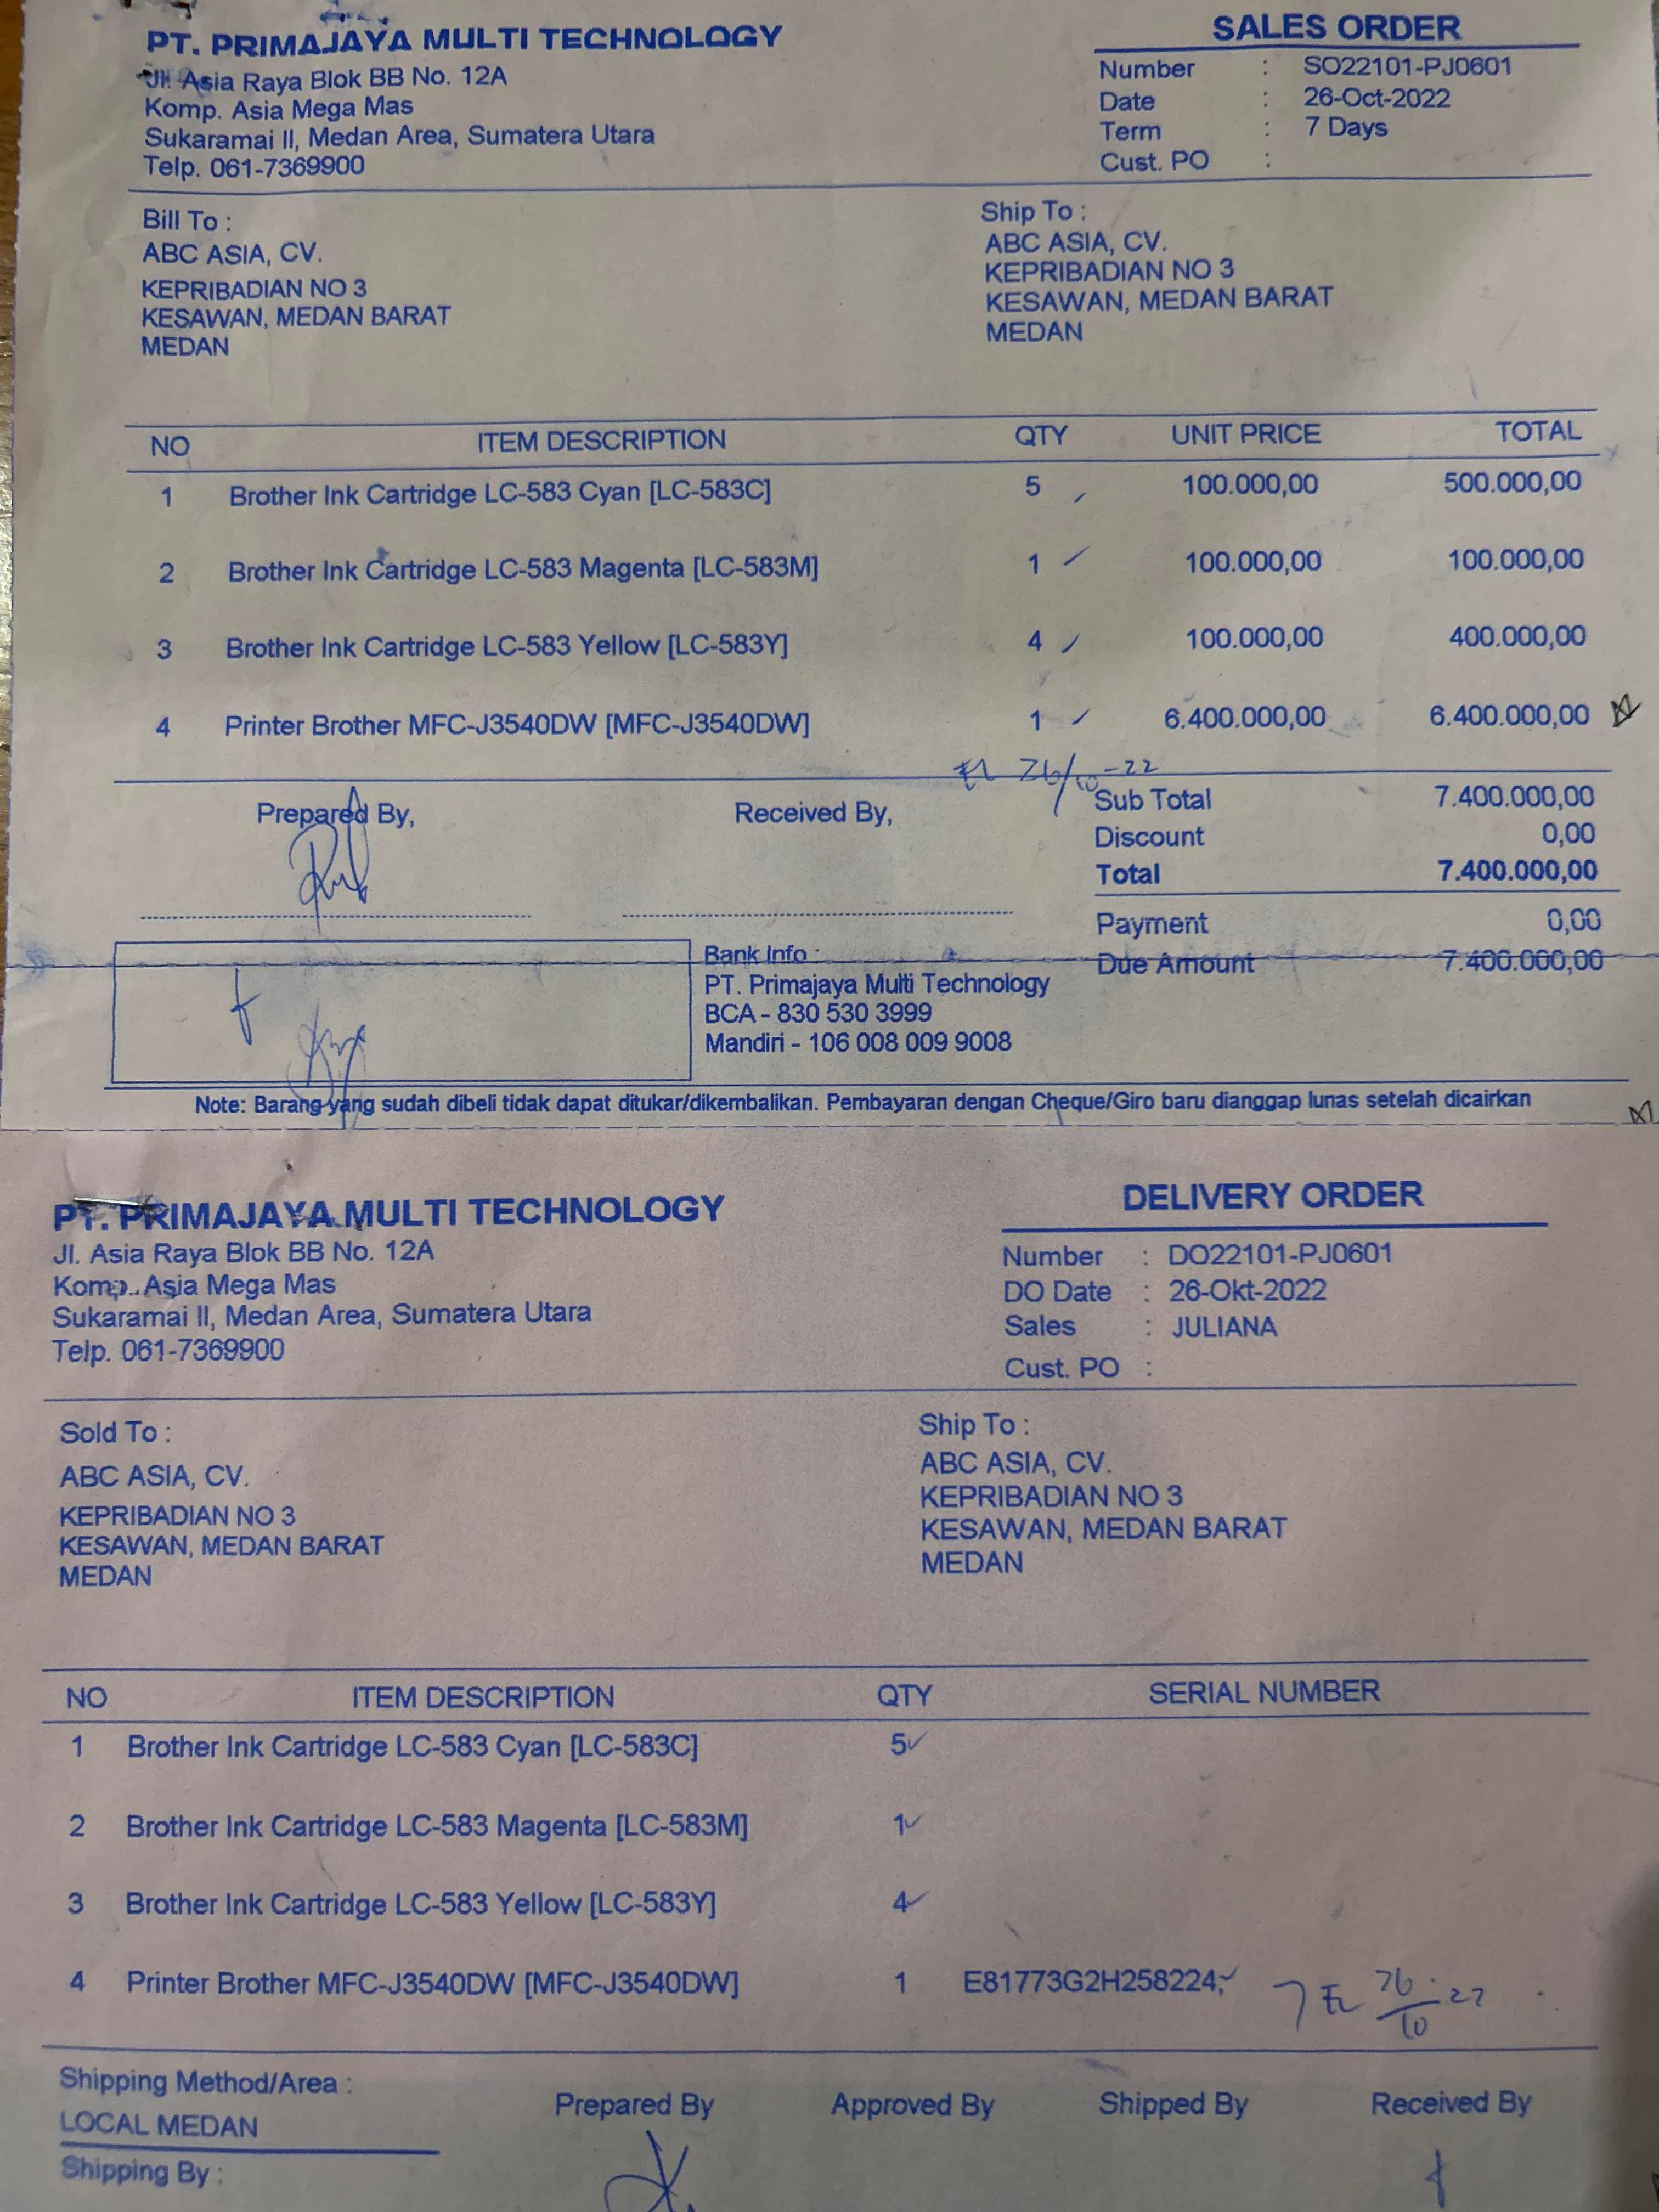 PT. PRIMAJAYA MULTI TECHNOLOGY
Jl. Asia Raya Blok BB No. 12A
Komp. Asia Mega Mas
Sukaramai II, Medan Area, Sumatera Utara
Telp. 061-7369900
SALES ORDER
Number : SO22101-PJ0601
Date : 26-Oct-2022
Term : 7 Days
Cust. PO :
Bill To :
ABC ASIA, CV.
KEPRIBADIAN NO 3
KESAWAN, MEDAN BARAT
MEDAN
Ship To :
ABC ASIA, CV.
KEPRIBADIAN NO 3
KESAWAN, MEDAN BARAT
MEDAN
NO ITEM DESCRIPTION QTY UNIT PRICE TOTAL
1 Brother Ink Cartridge LC-583 Cyan [LC-583C] 5 100.000,00 500.000,00
2 Brother Ink Cartridge LC-583 Magenta [LC-583M] 1 100.000,00 100.000,00
3 Brother Ink Cartridge LC-583 Yellow [LC-583Y] 4 100.000,00 400.000,00
4 Printer Brother MFC-J3540DW [MFC-J3540DW] 1 6.400.000,00 6.400.000,00
26/10-22
Prepared By, Received By,
Sub Total 7.400.000,00
Discount 0,00
Total 7.400.000,00
Payment 0,00
Due Amount 7.400.000,00
Bank Info :
PT. Primajaya Multi Technology
BCA - 830 530 3999
Mandiri - 106 008 009 9008
Note: Barang yang sudah dibeli tidak dapat ditukar/dikembalikan. Pembayaran dengan Cheque/Giro baru dianggap lunas setelah dicairkan
PT. PRIMAJAYA MULTI TECHNOLOGY
Jl. Asia Raya Blok BB No. 12A
Komp. Asia Mega Mas
Sukaramai II, Medan Area, Sumatera Utara
Telp. 061-7369900
DELIVERY ORDER
Number : DO22101-PJ0601
DO Date : 26-Okt-2022
Sales : JULIANA
Cust. PO :
Sold To :
ABC ASIA, CV.
KEPRIBADIAN NO 3
KESAWAN, MEDAN BARAT
MEDAN
Ship To :
ABC ASIA, CV.
KEPRIBADIAN NO 3
KESAWAN, MEDAN BARAT
MEDAN
NO ITEM DESCRIPTION QTY SERIAL NUMBER
1 Brother Ink Cartridge LC-583 Cyan [LC-583C] 5
2 Brother Ink Cartridge LC-583 Magenta [LC-583M] 1
3 Brother Ink Cartridge LC-583 Yellow [LC-583Y] 4
4 Printer Brother MFC-J3540DW [MFC-J3540DW] 1 E81773G2H258224;
26/10-22
Shipping Method/Area :
LOCAL MEDAN
Shipping By :
Prepared By Approved By Shipped By Received By